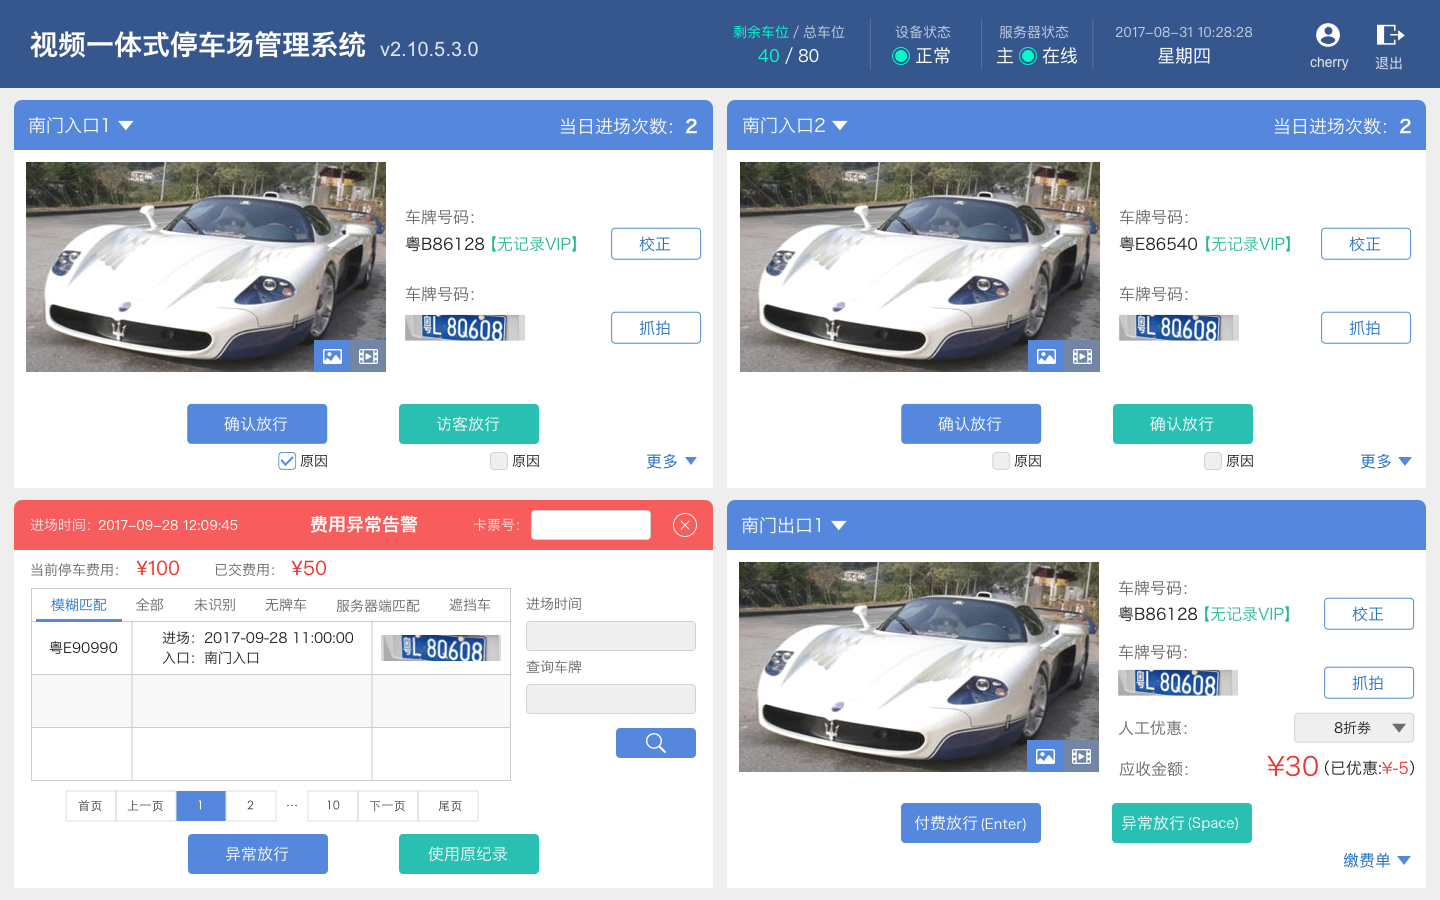 视频一体式停车场管理系统 v2.10.5.3.0
剩余车位 / 总车位
40 / 80
设备状态
正常
服务器状态
主 在线
2017-08-31 10:28:28
星期四
cherry
退出
南门入口1
当日进场次数：2
车牌号码：
粤B86128【无记录VIP】
校正
车牌号码：
粤L 8Q608
抓拍
确认放行
访客放行
原因
原因
更多
南门入口2
当日进场次数：2
车牌号码：
粤E86540【无记录VIP】
校正
车牌号码：
粤L 8Q608
抓拍
确认放行
确认放行
原因
原因
更多
进场时间：2017-09-28 12:09:45
费用异常告警
卡票号：
当前停车费用： ¥100
已交费用： ¥50
模糊匹配 全部 未识别 无牌车 服务器端匹配 遮挡车
粤E90990
进场：2017-09-28 11:00:00
入口：南门入口
粤L 8Q608
进场时间
查询车牌
首页 上一页 1 2 ··· 10 下一页 尾页
异常放行
使用原纪录
南门出口1
车牌号码：
粤B86128【无记录VIP】
校正
车牌号码：
粤L 8Q608
抓拍
人工优惠：
8折券
应收金额：
¥30 (已优惠:¥-5)
付费放行 (Enter)
异常放行 (Space)
缴费单